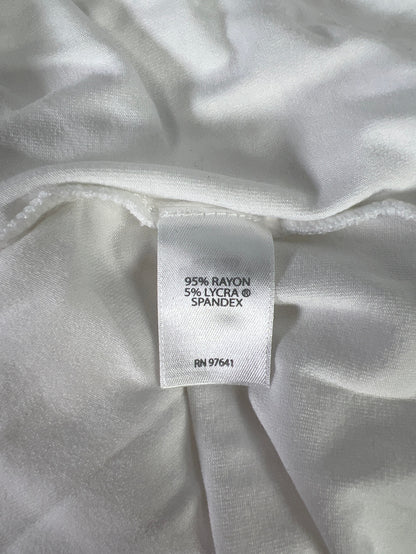 95% RAYON
5% LYCRA ®
SPANDEX
RN 97641